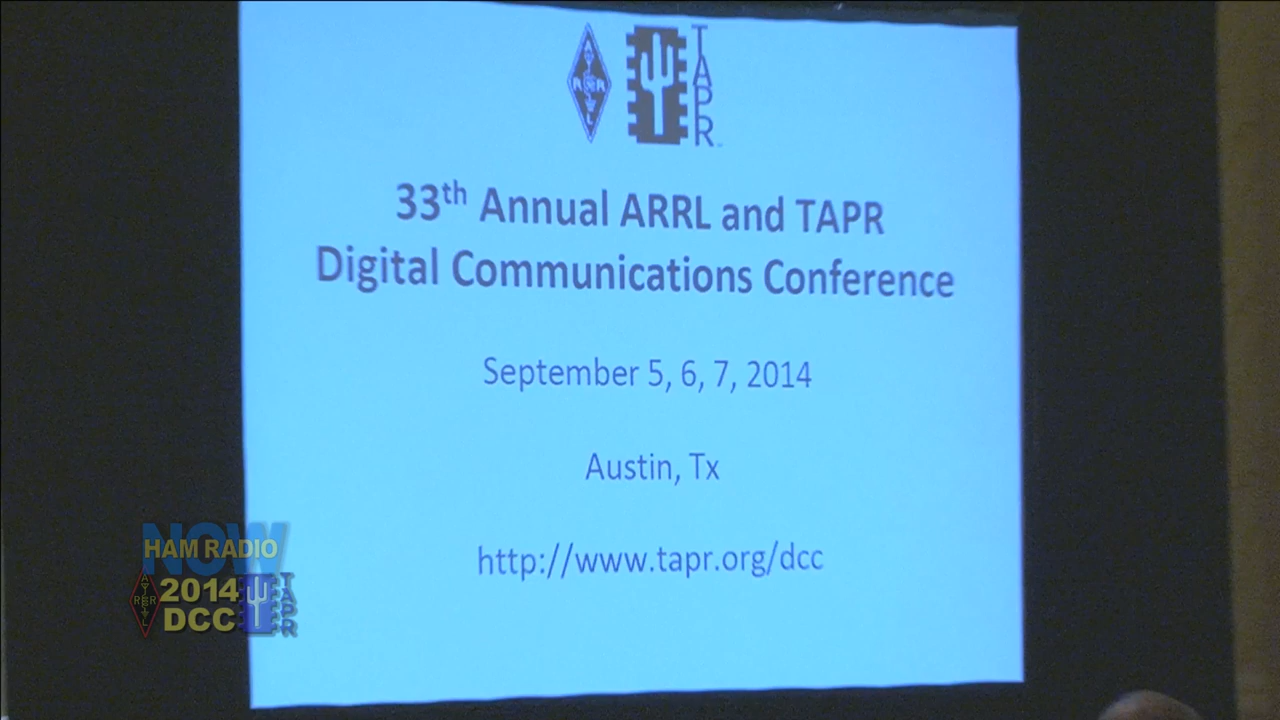 ARRL
TAPR
33th Annual ARRL and TAPR
Digital Communications Conference
September 5, 6, 7, 2014
Austin, Tx
http://www.tapr.org/dcc
NOW
HAM RADIO
ARRL
2014
DCC
TAPR